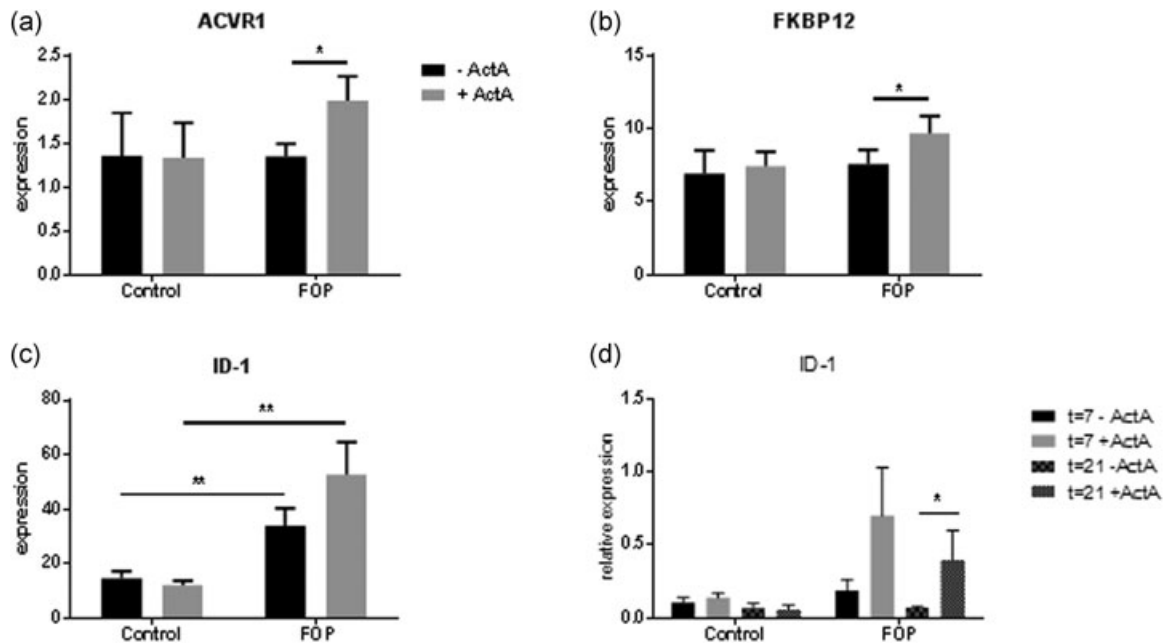 (a)
ACVR1
2.5
2.0
1.5
1.0
0.5
0.0
expression
*
Control
FOP
- ActA
+ ActA
(b)
FKBP12
15
10
5
0
expression
*
Control
FOP
(c)
ID-1
80
60
40
20
0
expression
**
**
Control
FOP
(d)
ID-1
1.5
1.0
0.5
0.0
relative expression
*
Control
FOP
t=7 - ActA
t=7 +ActA
t=21 -ActA
t=21 +ActA